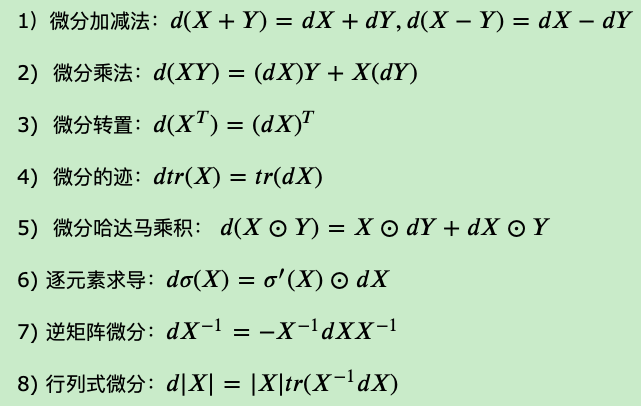 1）微分加减法：d(X + Y) = dX + dY, d(X − Y) = dX − dY
2）微分乘法：d(XY) = (dX)Y + X(dY)
3）微分转置：d(X^T) = (dX)^T
4）微分的迹：dtr(X) = tr(dX)
5）微分哈达马乘积： d(X ⊙ Y) = X ⊙ dY + dX ⊙ Y
6）逐元素求导：dσ(X) = σ′(X) ⊙ dX
7）逆矩阵微分：dX^{−1} = −X^{−1}dXX^{−1}
8）行列式微分：d|X| = |X|tr(X^{−1}dX)